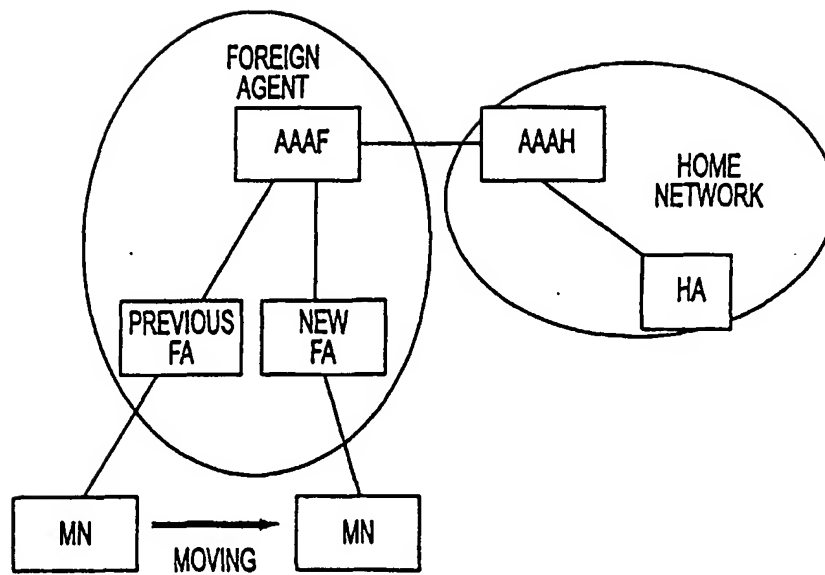 FOREIGN
AGENT
AAAF
AAAH
HOME
NETWORK
PREVIOUS
FA
NEW
FA
HA
MN
MOVING
MN